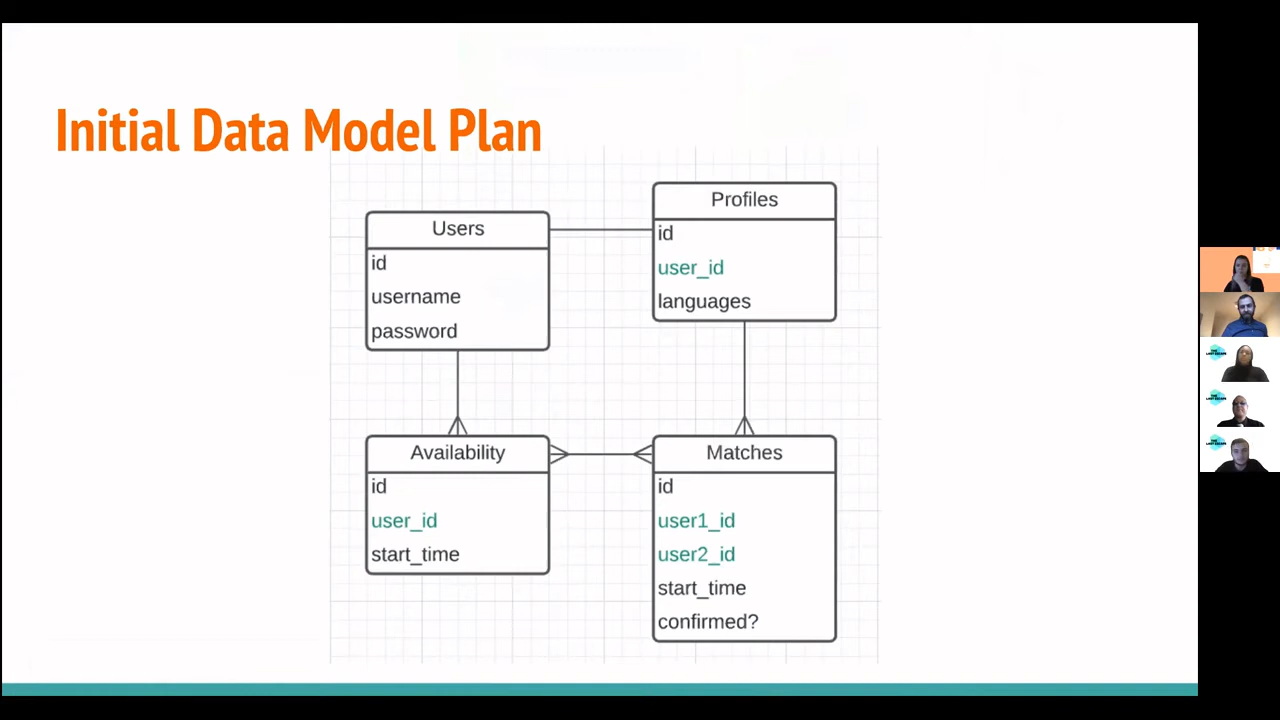 Initial Data Model Plan
Users
id
username
password
Profiles
id
user_id
languages
Availability
id
user_id
start_time
Matches
id
user1_id
user2_id
start_time
confirmed?